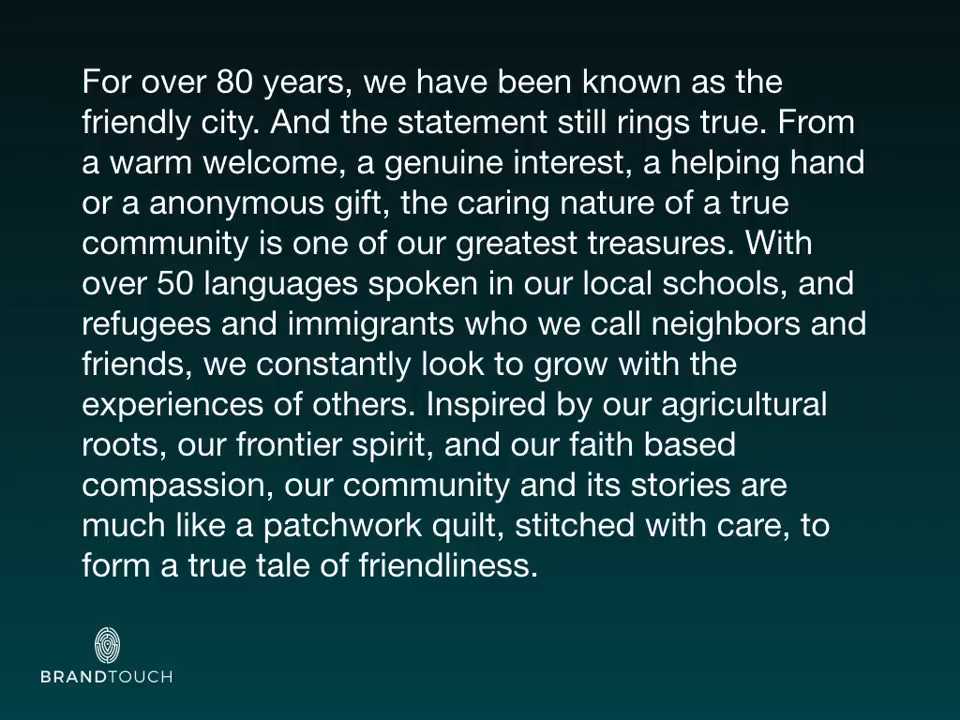 For over 80 years, we have been known as the
friendly city. And the statement still rings true. From
a warm welcome, a genuine interest, a helping hand
or a anonymous gift, the caring nature of a true
community is one of our greatest treasures. With
over 50 languages spoken in our local schools, and
refugees and immigrants who we call neighbors and
friends, we constantly look to grow with the
experiences of others. Inspired by our agricultural
roots, our frontier spirit, and our faith based
compassion, our community and its stories are
much like a patchwork quilt, stitched with care, to
form a true tale of friendliness.
BRANDTOUCH